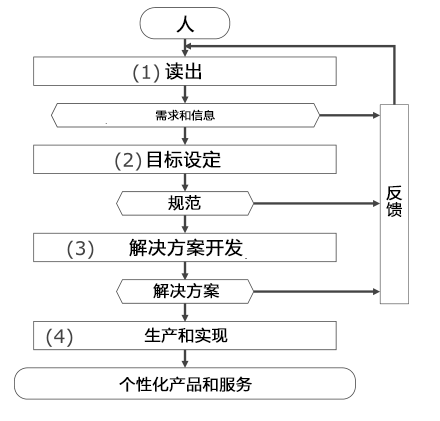 人
(1) 读出
需求和信息
(2) 目标设定
规范
(3) 解决方案开发
解决方案
(4) 生产和实现
个性化产品和服务
反馈